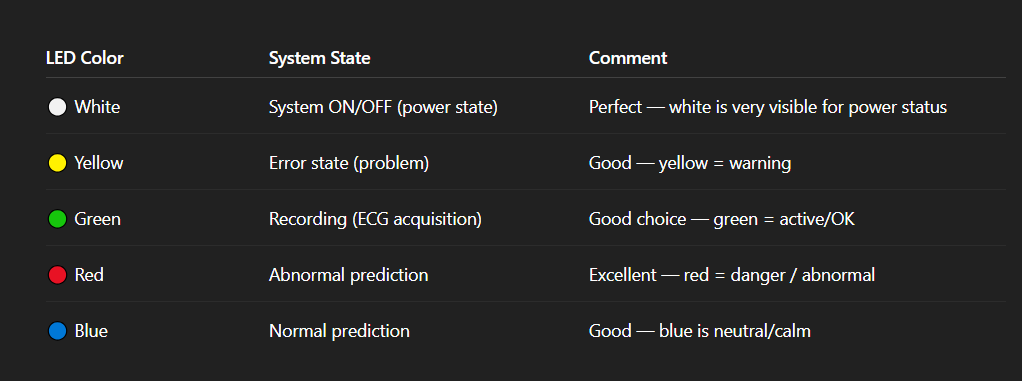 LED Color System State Comment
White System ON/OFF (power state) Perfect — white is very visible for power status
Yellow Error state (problem) Good — yellow = warning
Green Recording (ECG acquisition) Good choice — green = active/OK
Red Abnormal prediction Excellent — red = danger / abnormal
Blue Normal prediction Good — blue is neutral/calm